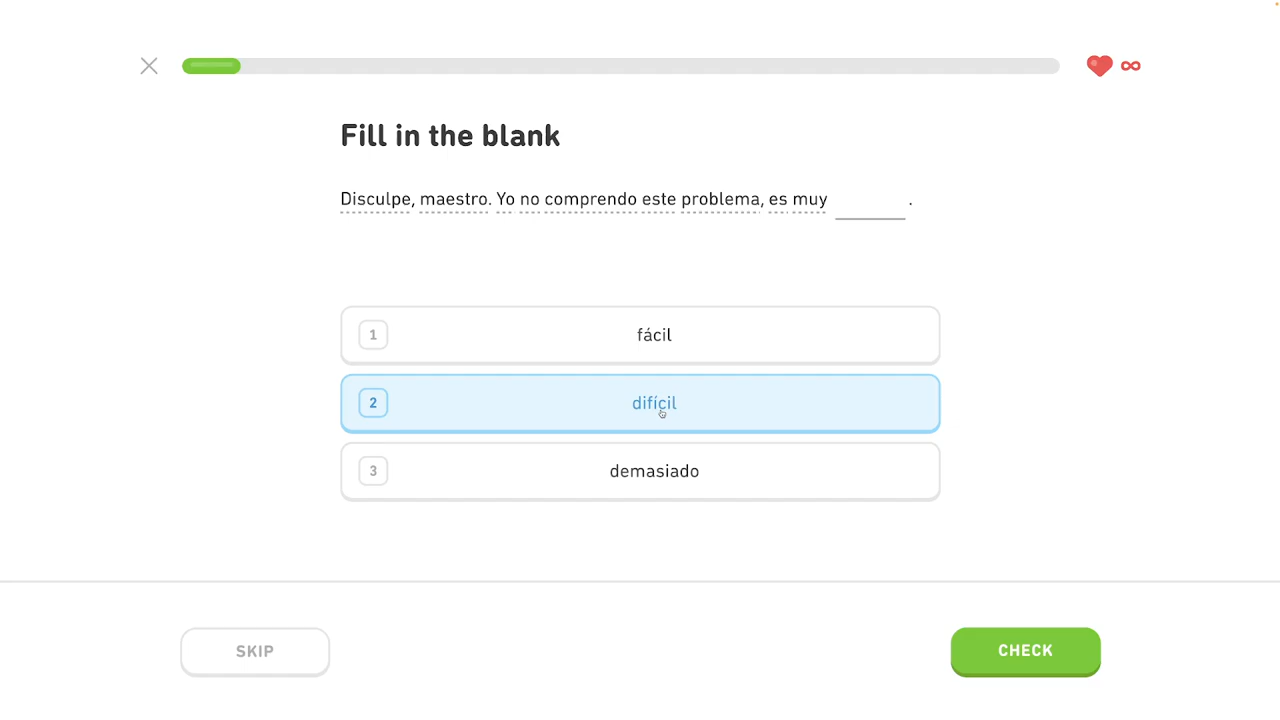 ∞
Fill in the blank
Disculpe, maestro. Yo no comprendo este problema, es muy ______ .
1 fácil
2 difícil
3 demasiado
SKIP CHECK